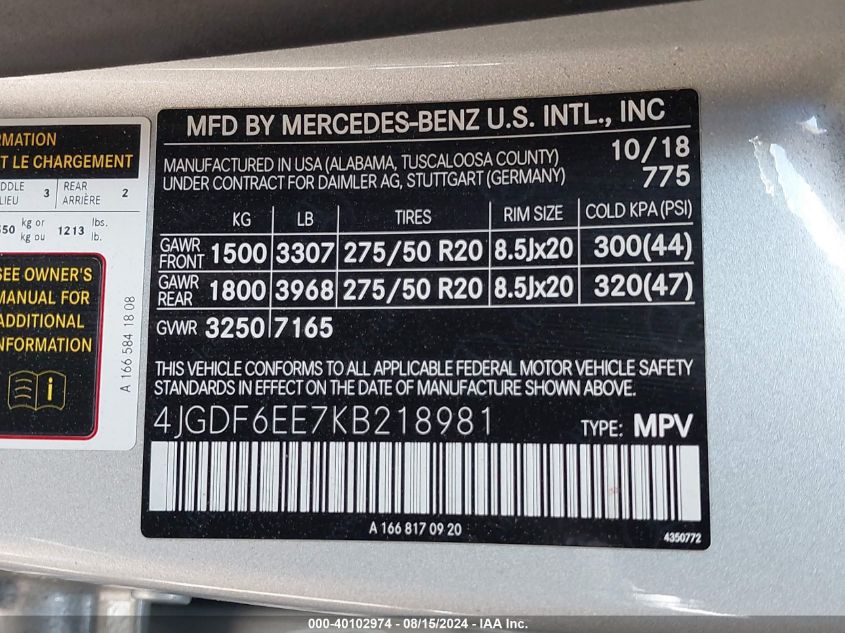 RMATION
T LE CHARGEMENT
DDLE 3 REAR 2
LIEU ARRIÈRE
550 kg or 1213 lbs.
kg ou lb.
SEE OWNER'S
MANUAL FOR
ADDITIONAL
INFORMATION
A 166 584 18 08
MFD BY MERCEDES-BENZ U.S. INTL., INC
MANUFACTURED IN USA (ALABAMA, TUSCALOOSA COUNTY) 10/18
UNDER CONTRACT FOR DAIMLER AG, STUTTGART (GERMANY) 775
KG LB TIRES RIM SIZE COLD KPA (PSI)
GAWR FRONT 1500 3307 275/50 R20 8.5Jx20 300(44)
GAWR REAR 1800 3968 275/50 R20 8.5Jx20 320(47)
GVWR 3250 7165
THIS VEHICLE CONFORMS TO ALL APPLICABLE FEDERAL MOTOR VEHICLE SAFETY
STANDARDS IN EFFECT ON THE DATE OF MANUFACTURE SHOWN ABOVE.
4JGDF6EE7KB218981 TYPE: MPV
A 166 817 09 20
4350772
000-40102974 - 08/15/2024 - IAA Inc.